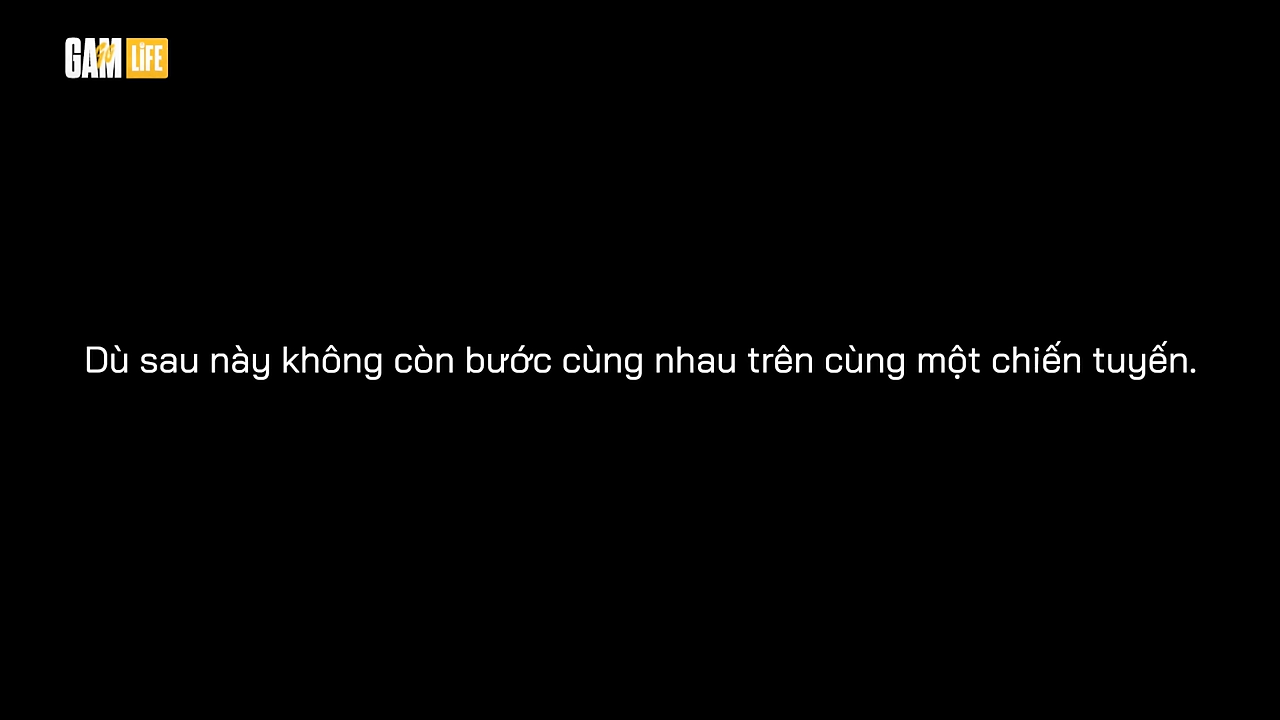 GAM LIFE
Dù sau này không còn bước cùng nhau trên cùng một chiến tuyến.